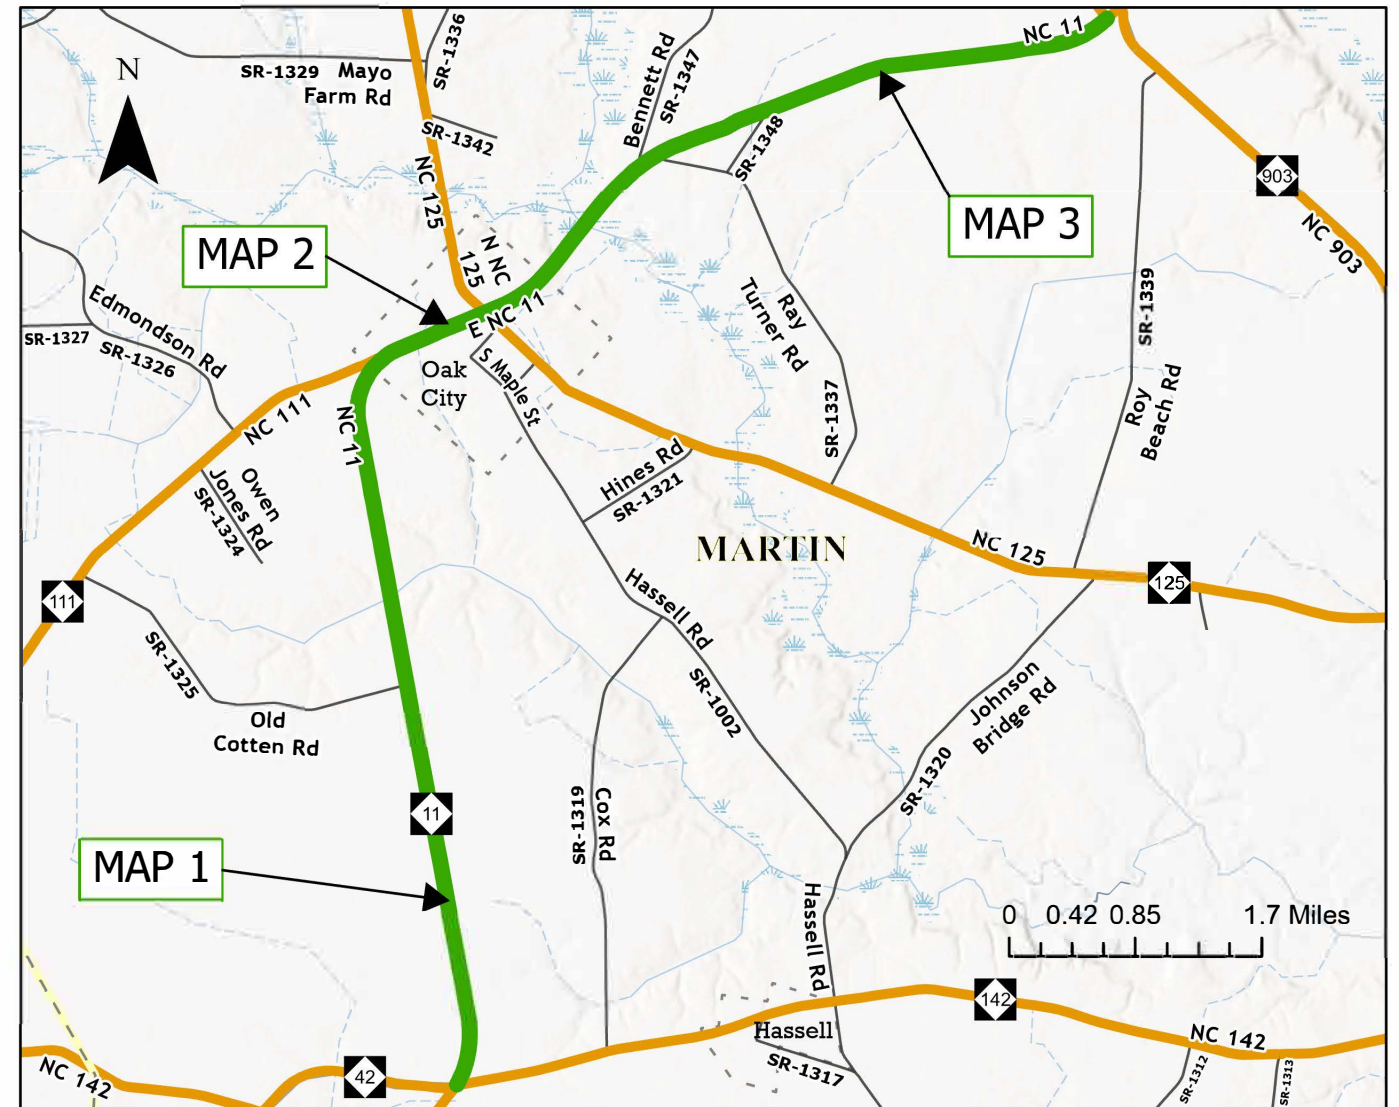 NC 11
SR-1336
N
SR-1329 Mayo
Farm Rd
Bennett Rd
SR-1347
SR-1342
SR-1348
903
NC 125
MAP 3
NC 903
MAP 2
N NC
125
E NC 11
Edmondson Rd
SR-1327
SR-1326
Ray
Turner Rd
SR-1339
Oak
City
S Maple St
SR-1337
Roy
Beach Rd
NC 111
NC 11
Hines Rd
SR-1321
Owen
Jones Rd
SR-1324
MARTIN
NC 125
125
111
Hassell Rd
SR-1325
SR-1002
Old
Cotten Rd
Johnson
Bridge Rd
SR-1320
11
SR-1319
Cox Rd
MAP 1
Hassell Rd
0 0.42 0.85 1.7 Miles
142
Hassell
NC 142
SR-1317
42
NC 142
SR-1312
SR-1313